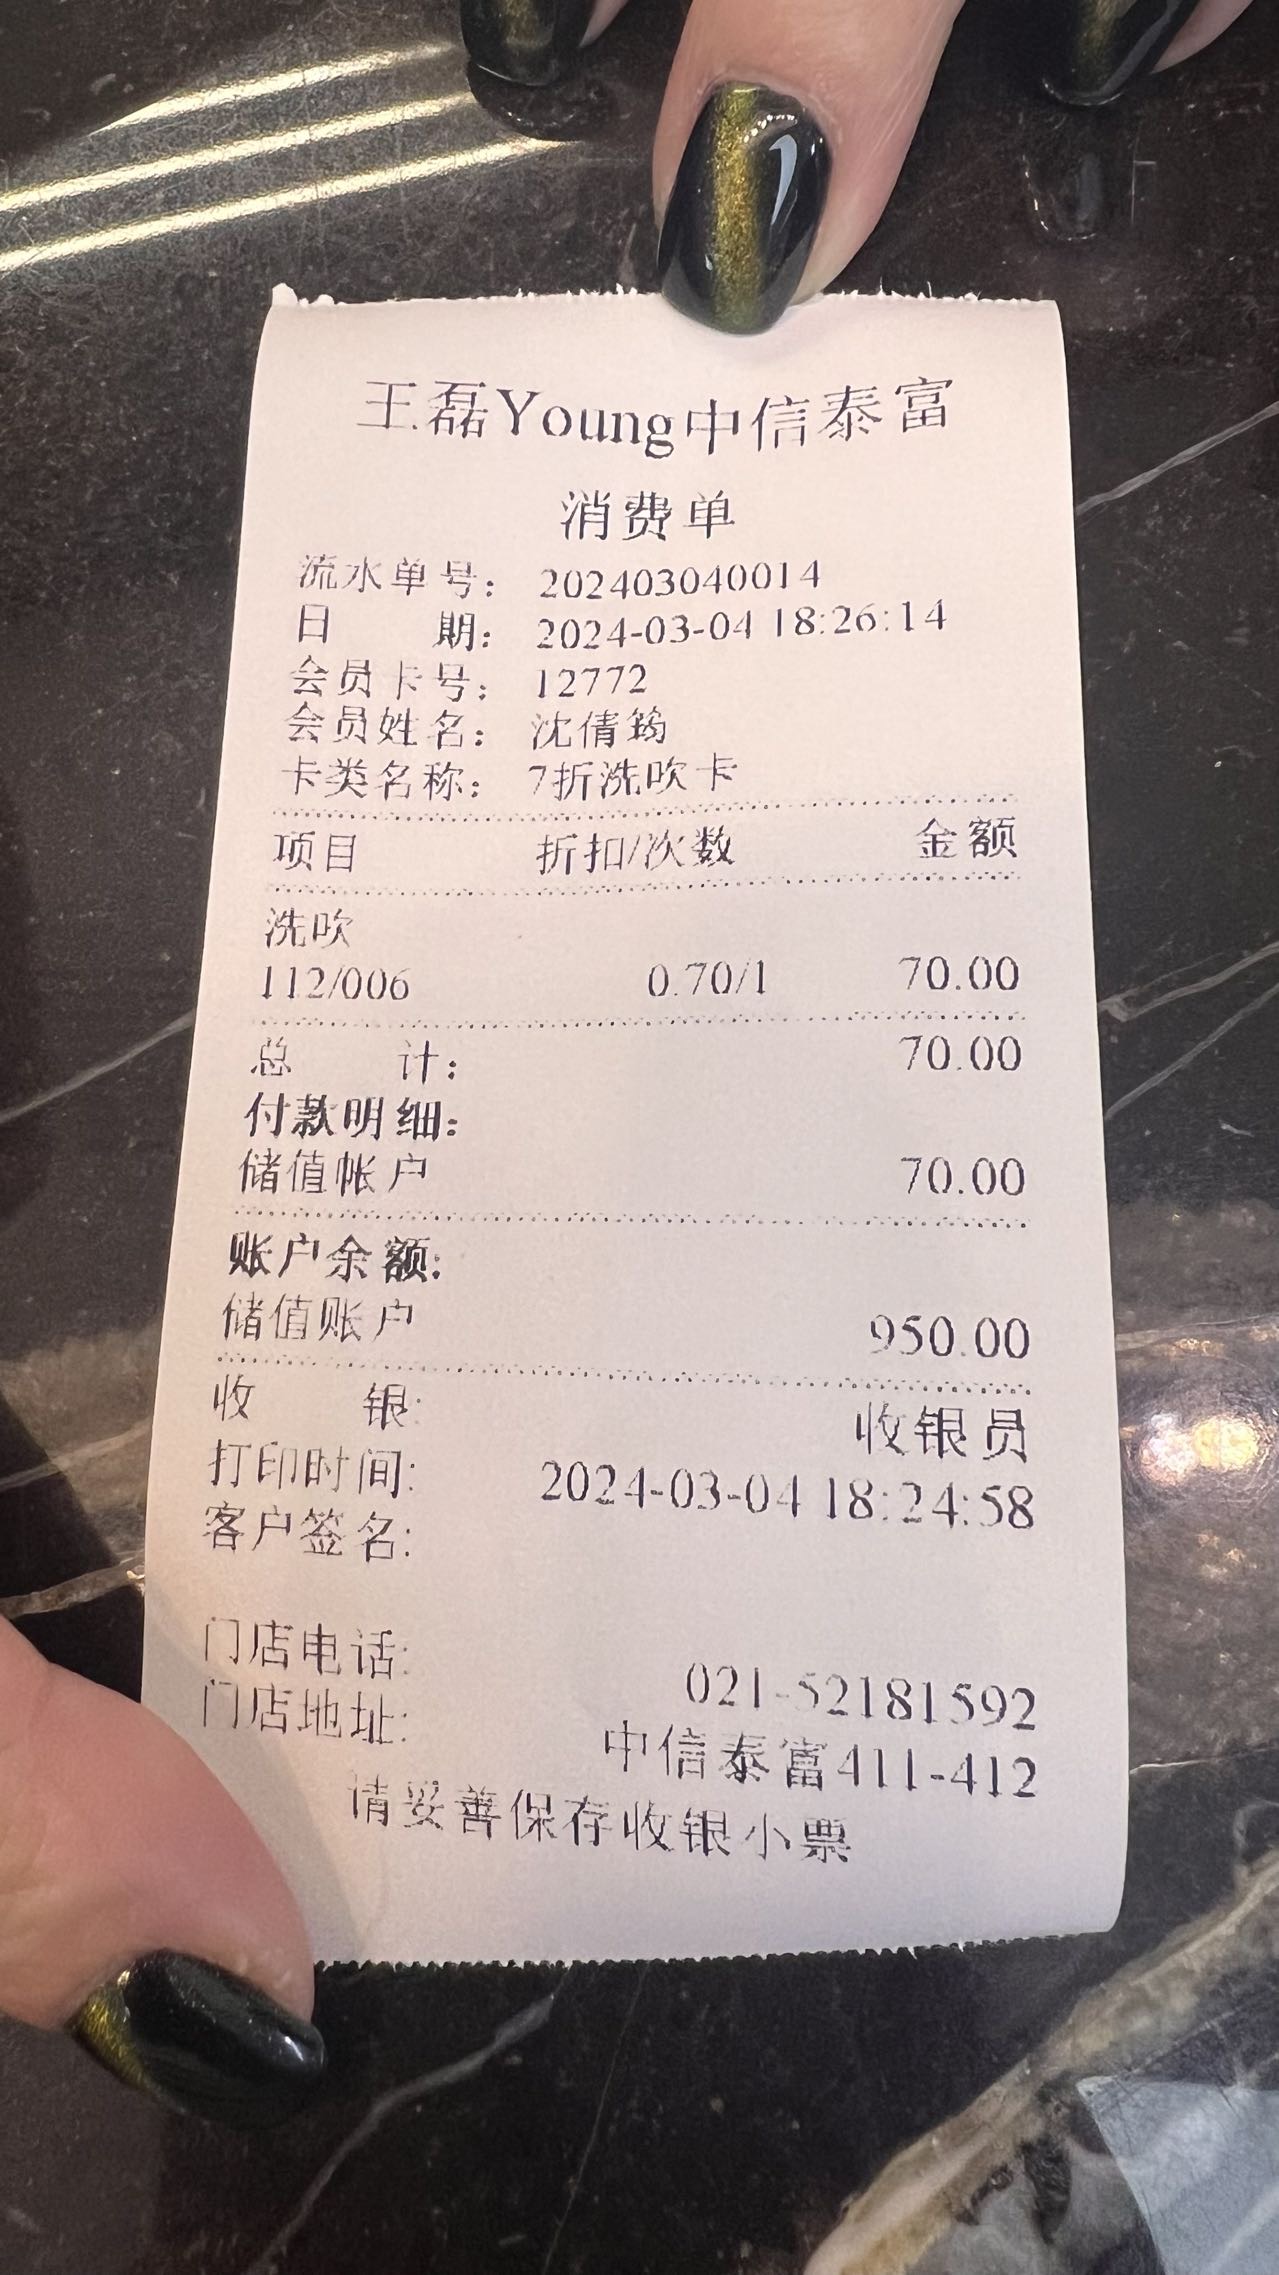 王磊Young中信泰富
消费单
流水单号： 202403040014
日 期： 2024-03-04 18:26:14
会员卡号： 12772
会员姓名： 沈倩筠
卡类名称： 7折洗吹卡
项目 折扣/次数 金额
洗吹
112/006 0.70/1 70.00
总 计： 70.00
付款明细：
储值帐户 70.00
账户余额:
储值账户 950.00
收 银: 收银员
打印时间: 2024-03-04 18:24:58
客户签名:
门店电话: 021-52181592
门店地址: 中信泰富411-412
请妥善保存收银小票